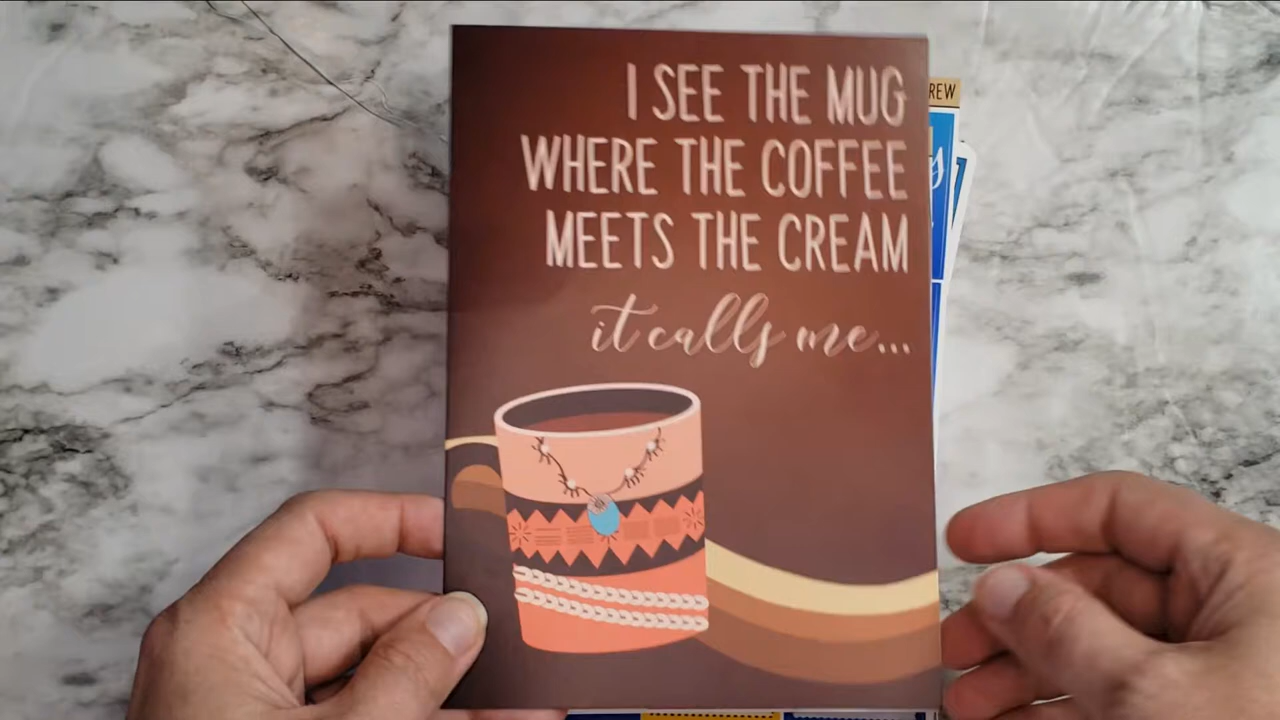 I SEE THE MUG
WHERE THE COFFEE
MEETS THE CREAM
it calls me...
REW